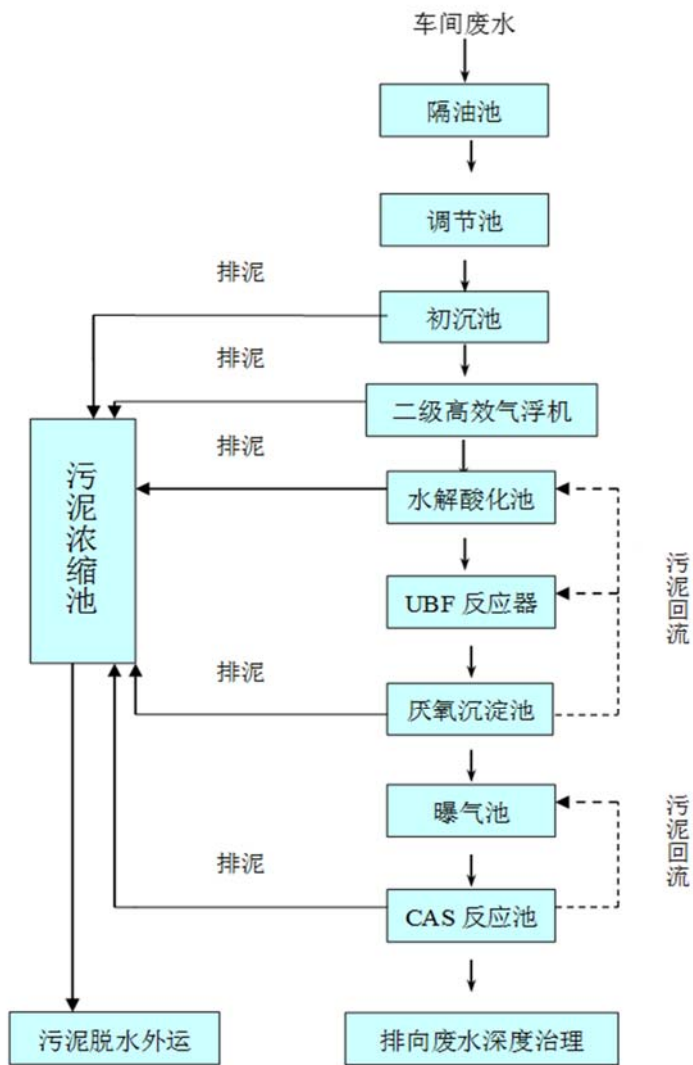 车间废水
隔油池
调节池
排泥
初沉池
排泥
二级高效气浮机
排泥
污泥浓缩池
水解酸化池
污泥回流
UBF 反应器
排泥
厌氧沉淀池
曝气池
污泥回流
排泥
CAS 反应池
污泥脱水外运
排向废水深度治理